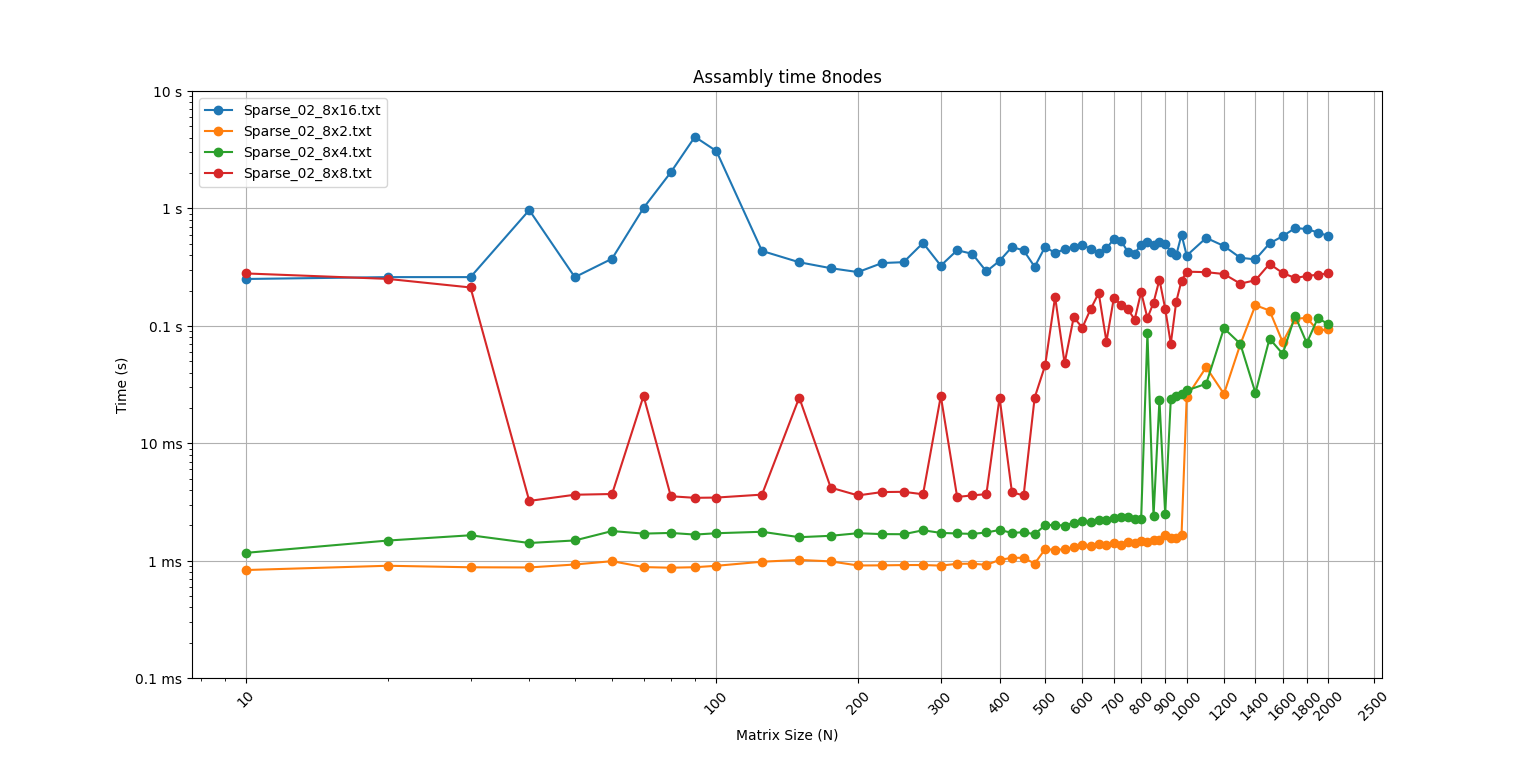 Assambly time 8nodes
10 s
1 s
0.1 s
10 ms
1 ms
0.1 ms
Time (s)
Sparse_02_8x16.txt
Sparse_02_8x2.txt
Sparse_02_8x4.txt
Sparse_02_8x8.txt
10 100 200 300 400 500 600 700 800 900 1000 1200 1400 1600 1800 2000 2500
Matrix Size (N)